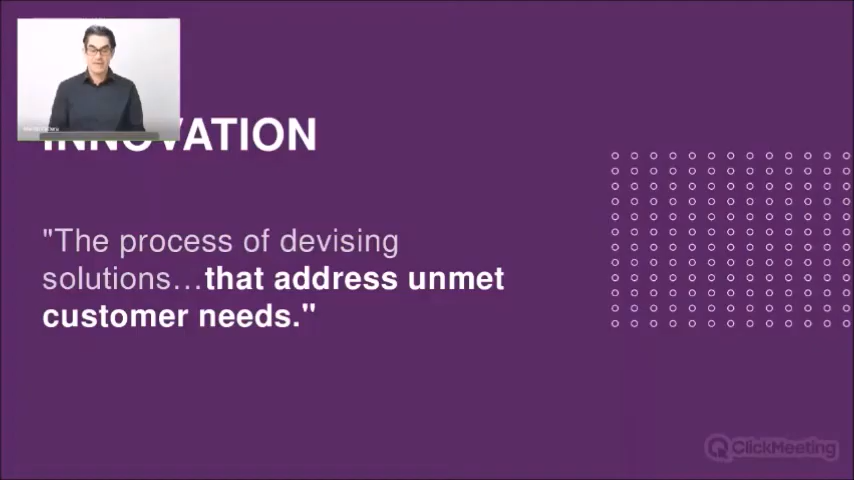 INNOVATION
"The process of devising
solutions…that address unmet
customer needs."
ClickMeeting